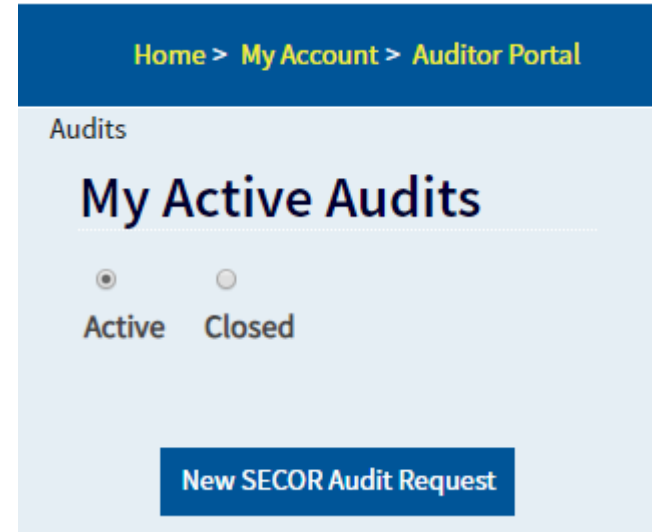 Home > My Account > Auditor Portal
Audits
My Active Audits
Active Closed
New SECOR Audit Request